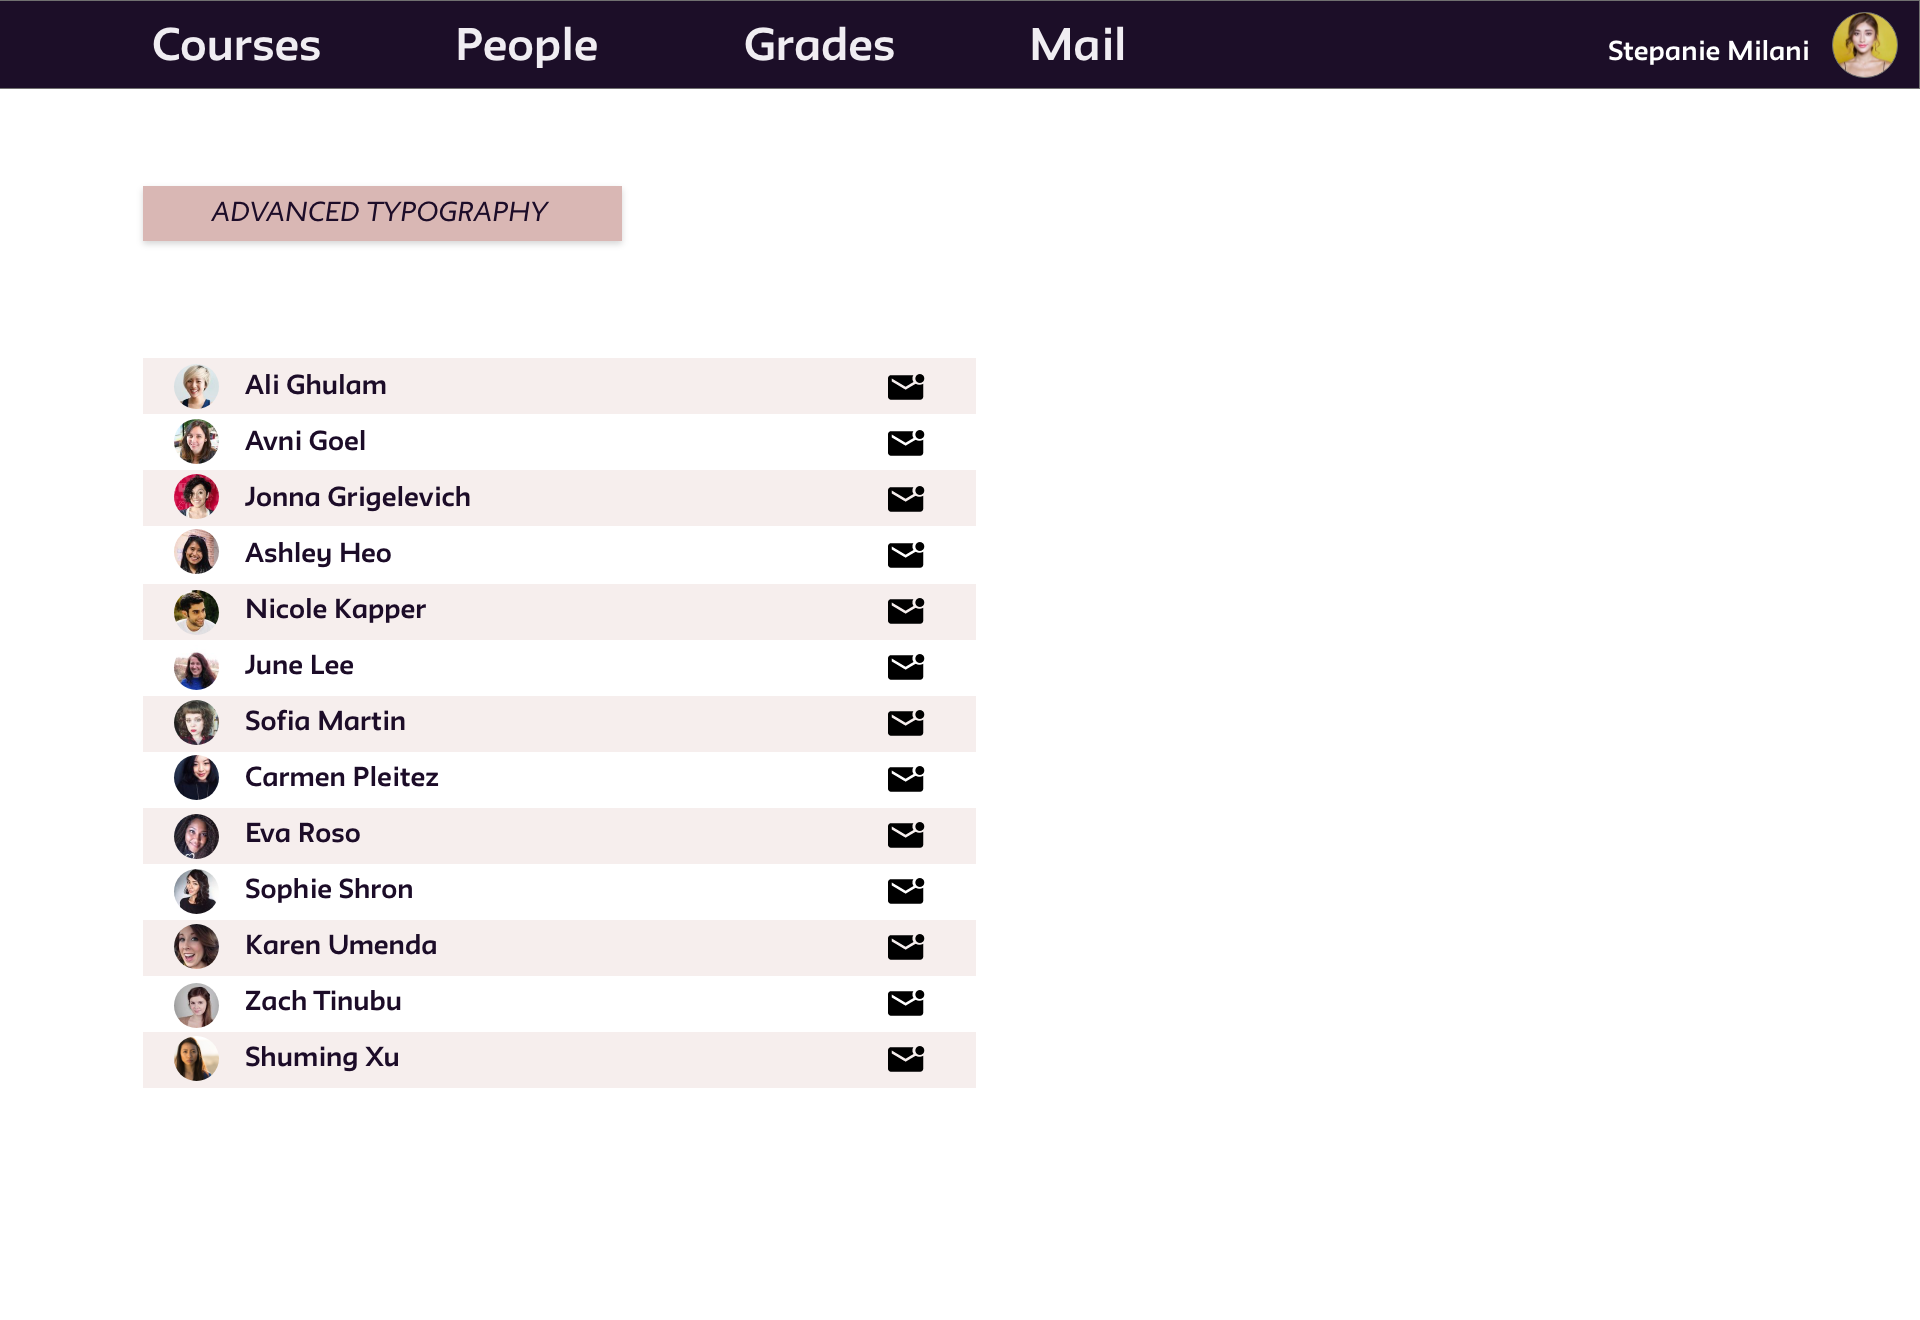 Courses People Grades Mail Stepanie Milani
ADVANCED TYPOGRAPHY
Ali Ghulam
Avni Goel
Jonna Grigelevich
Ashley Heo
Nicole Kapper
June Lee
Sofia Martin
Carmen Pleitez
Eva Roso
Sophie Shron
Karen Umenda
Zach Tinubu
Shuming Xu